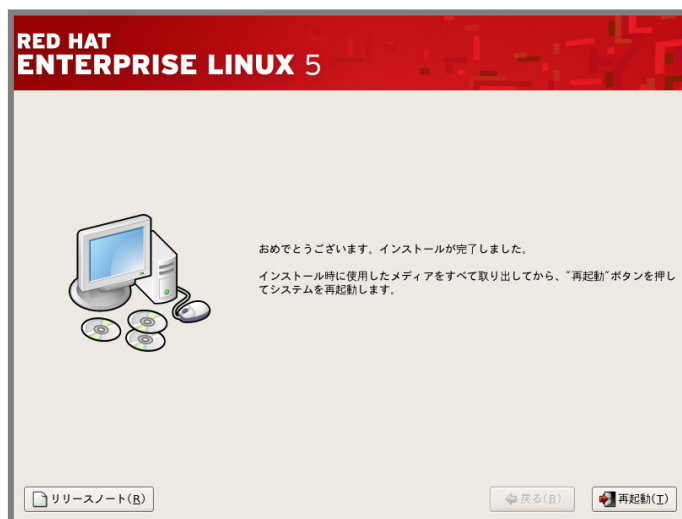 RED HAT
ENTERPRISE LINUX 5
おめでとうございます。インストールが完了しました。
インストール時に使用したメディアをすべて取り出してから、"再起動"ボタンを押し
てシステムを再起動します。
リリースノート(R)
戻る(B)
再起動(T)